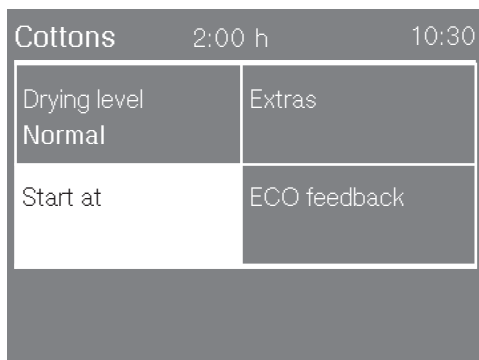 Cottons 2:00 h 10:30
Drying level Extras
Normal
Start at ECO feedback